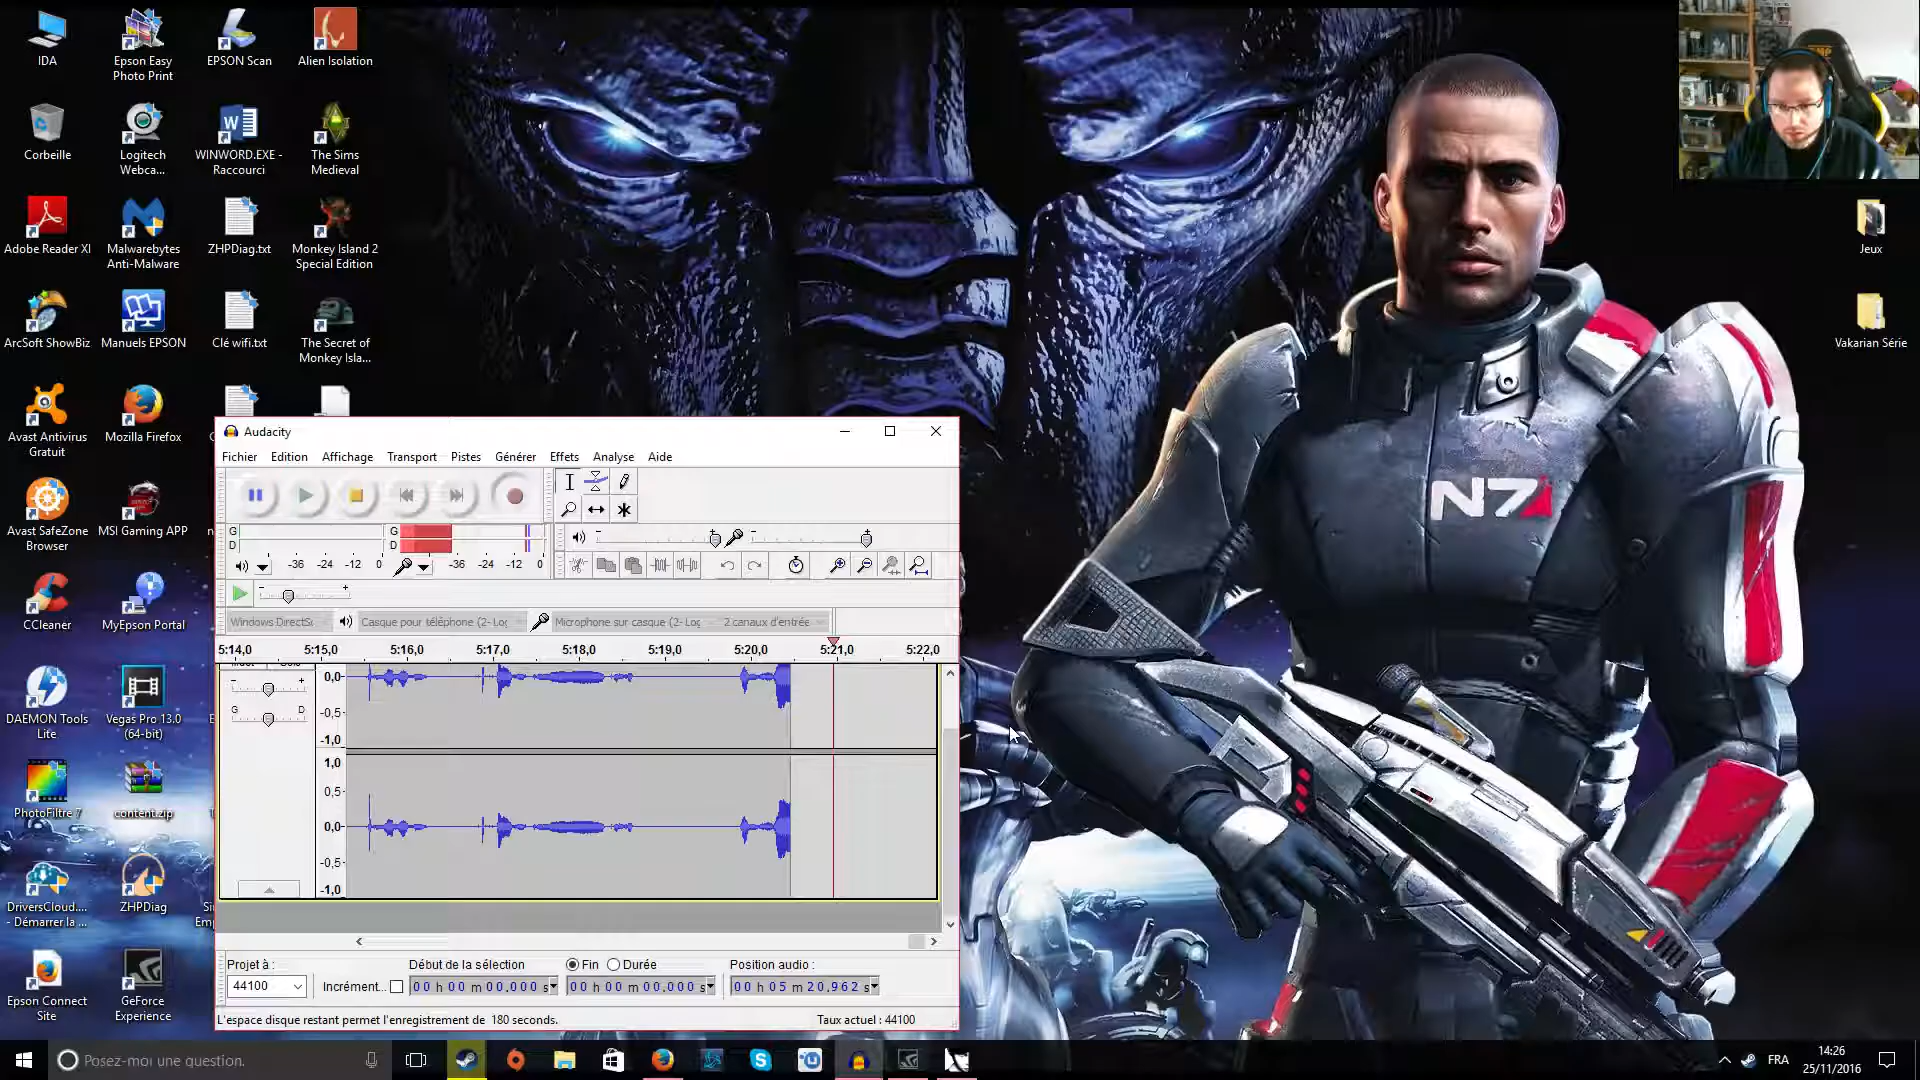 IDA
Epson Easy
Photo Print
EPSON Scan
Alien Isolation
Corbeille
Logitech
Webca...
WINWORD.EXE -
Raccourci
The Sims
Medieval
Adobe Reader XI
Malwarebytes
Anti-Malware
ZHPDiag.txt
Monkey Island 2
Special Edition
Jeux
ArcSoft ShowBiz
Manuels EPSON
Clé wifi.txt
The Secret of
Monkey Isla...
Vakarian Série
Avast Antivirus
Gratuit
Mozilla Firefox
Avast SafeZone
Browser
MSI Gaming APP
CCleaner
MyEpson Portal
DAEMON Tools
Lite
Vegas Pro 13.0
(64-bit)
PhotoFiltre 7
content.zip
DriversCloud....
- Démarrer la ...
ZHPDiag
Epson Connect
Site
GeForce
Experience
N7
Audacity
Fichier Edition Affichage Transport Pistes Générer Effets Analyse Aide
G G
D D
-36 -24 -12 0 -36 -24 -12 0
Casque pour téléphone (2- Log Microphone sur casque (2- Log 2 canaux d'entrée
5:14,0 5:15,0 5:16,0 5:17,0 5:18,0 5:19,0 5:20,0 5:21,0 5:22,0
0,0
-0,5
-1,0
G D
1,0
0,5
0,0
-0,5
-1,0
Projet à : Début de la sélection Fin Durée Position audio :
44100 Incrément... 00 h 00 m 00.000 s 00 h 00 m 00.000 s 00 h 05 m 20.962 s
L'espace disque restant permet l'enregistrement de 180 seconds. Taux actuel : 44100
Posez-moi une question.
FRA
14:26
25/11/2016